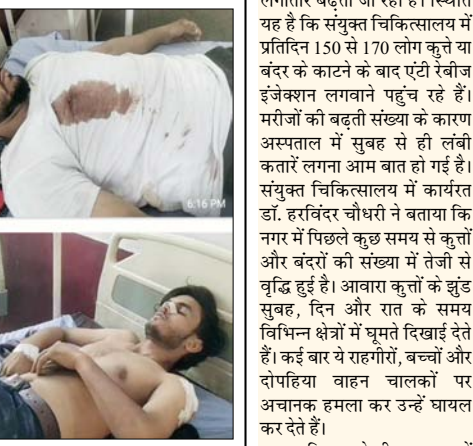 6:16 PM
लगातार बढ़ती जा रही है। स्थिति
यह है कि संयुक्त चिकित्सालय में
प्रतिदिन 150 से 170 लोग कुत्ते या
बंदर के काटने के बाद एंटी रेबीज
इंजेक्शन लगवाने पहुंच रहे हैं।
मरीजों की बढ़ती संख्या के कारण
अस्पताल में सुबह से ही लंबी
कतारें लगना आम बात हो गई है।
संयुक्त चिकित्सालय में कार्यरत
डॉ. हरविंदर चौधरी ने बताया कि
नगर में पिछले कुछ समय से कुत्तों
और बंदरों की संख्या में तेजी से
वृद्धि हुई है। आवारा कुत्तों के झुंड
सुबह, दिन और रात के समय
विभिन्न क्षेत्रों में घूमते दिखाई देते
हैं। कई बार ये राहगीरों, बच्चों और
दोपहिया वाहन चालकों पर
अचानक हमला कर उन्हें घायल
कर देते हैं।